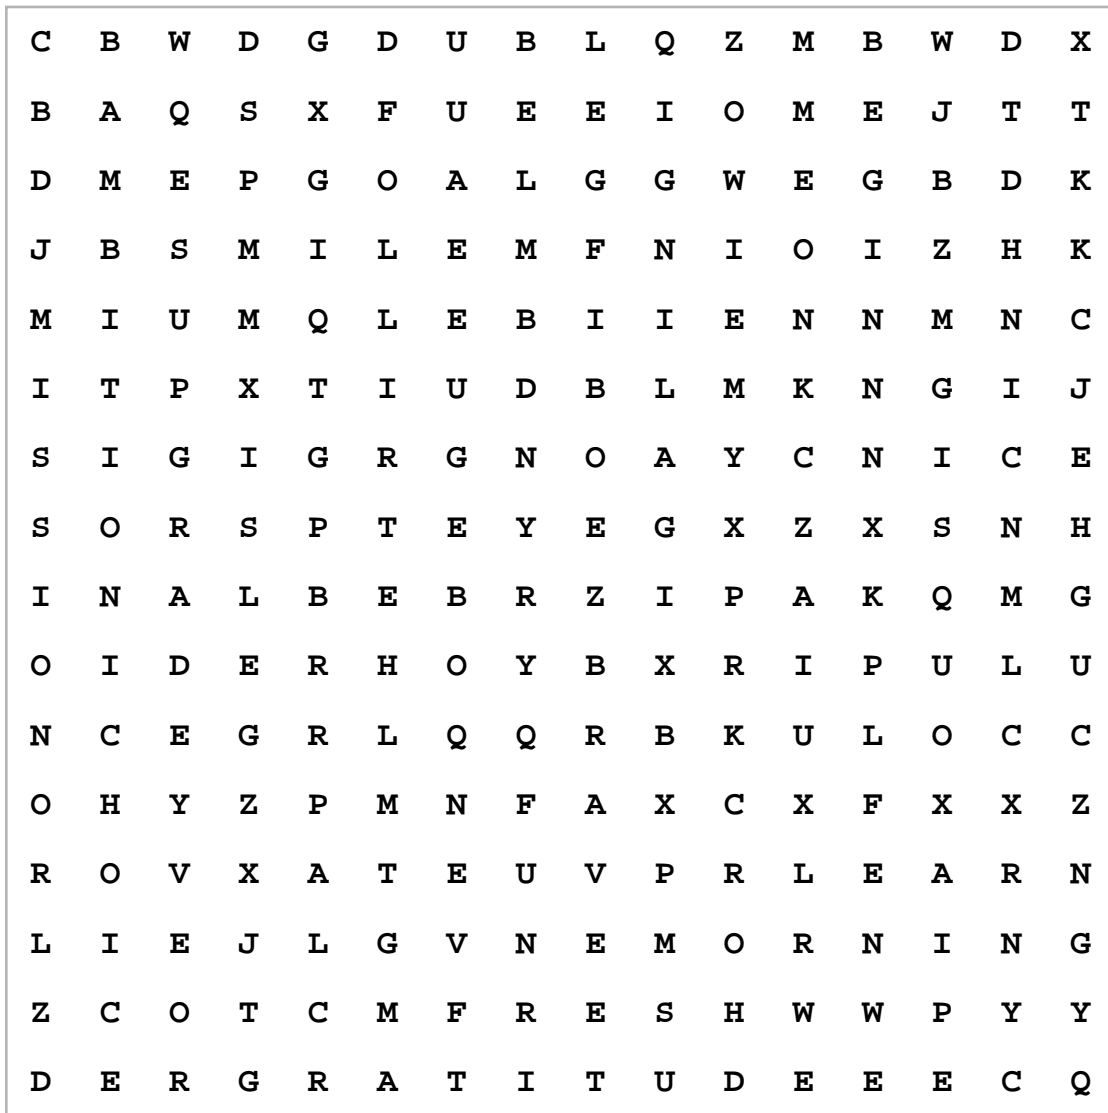 C B W D G D U B L Q Z M B W D X
B A Q S X F U E E I O M E J T T
D M E P G O A L G G W E G B D K
J B S M I L E M F N I O I Z H K
M I U M Q L E B I I E N N M N C
I T P X T I U D B L M K N G I J
S I G I G R G N O A Y C N I C E
S O R S P T E Y E G X Z X S N H
I N A L B E B R Z I P A K Q M G
O I D E R H O Y B X R I P U L U
N C E G R L Q Q R B K U L O C C
O H Y Z P M N F A X C X F X X Z
R O V X A T E U V P R L E A R N
L I E J L G V N E M O R N I N G
Z C O T C M F R E S H W W P Y Y
D E R G R A T I T U D E E E C Q